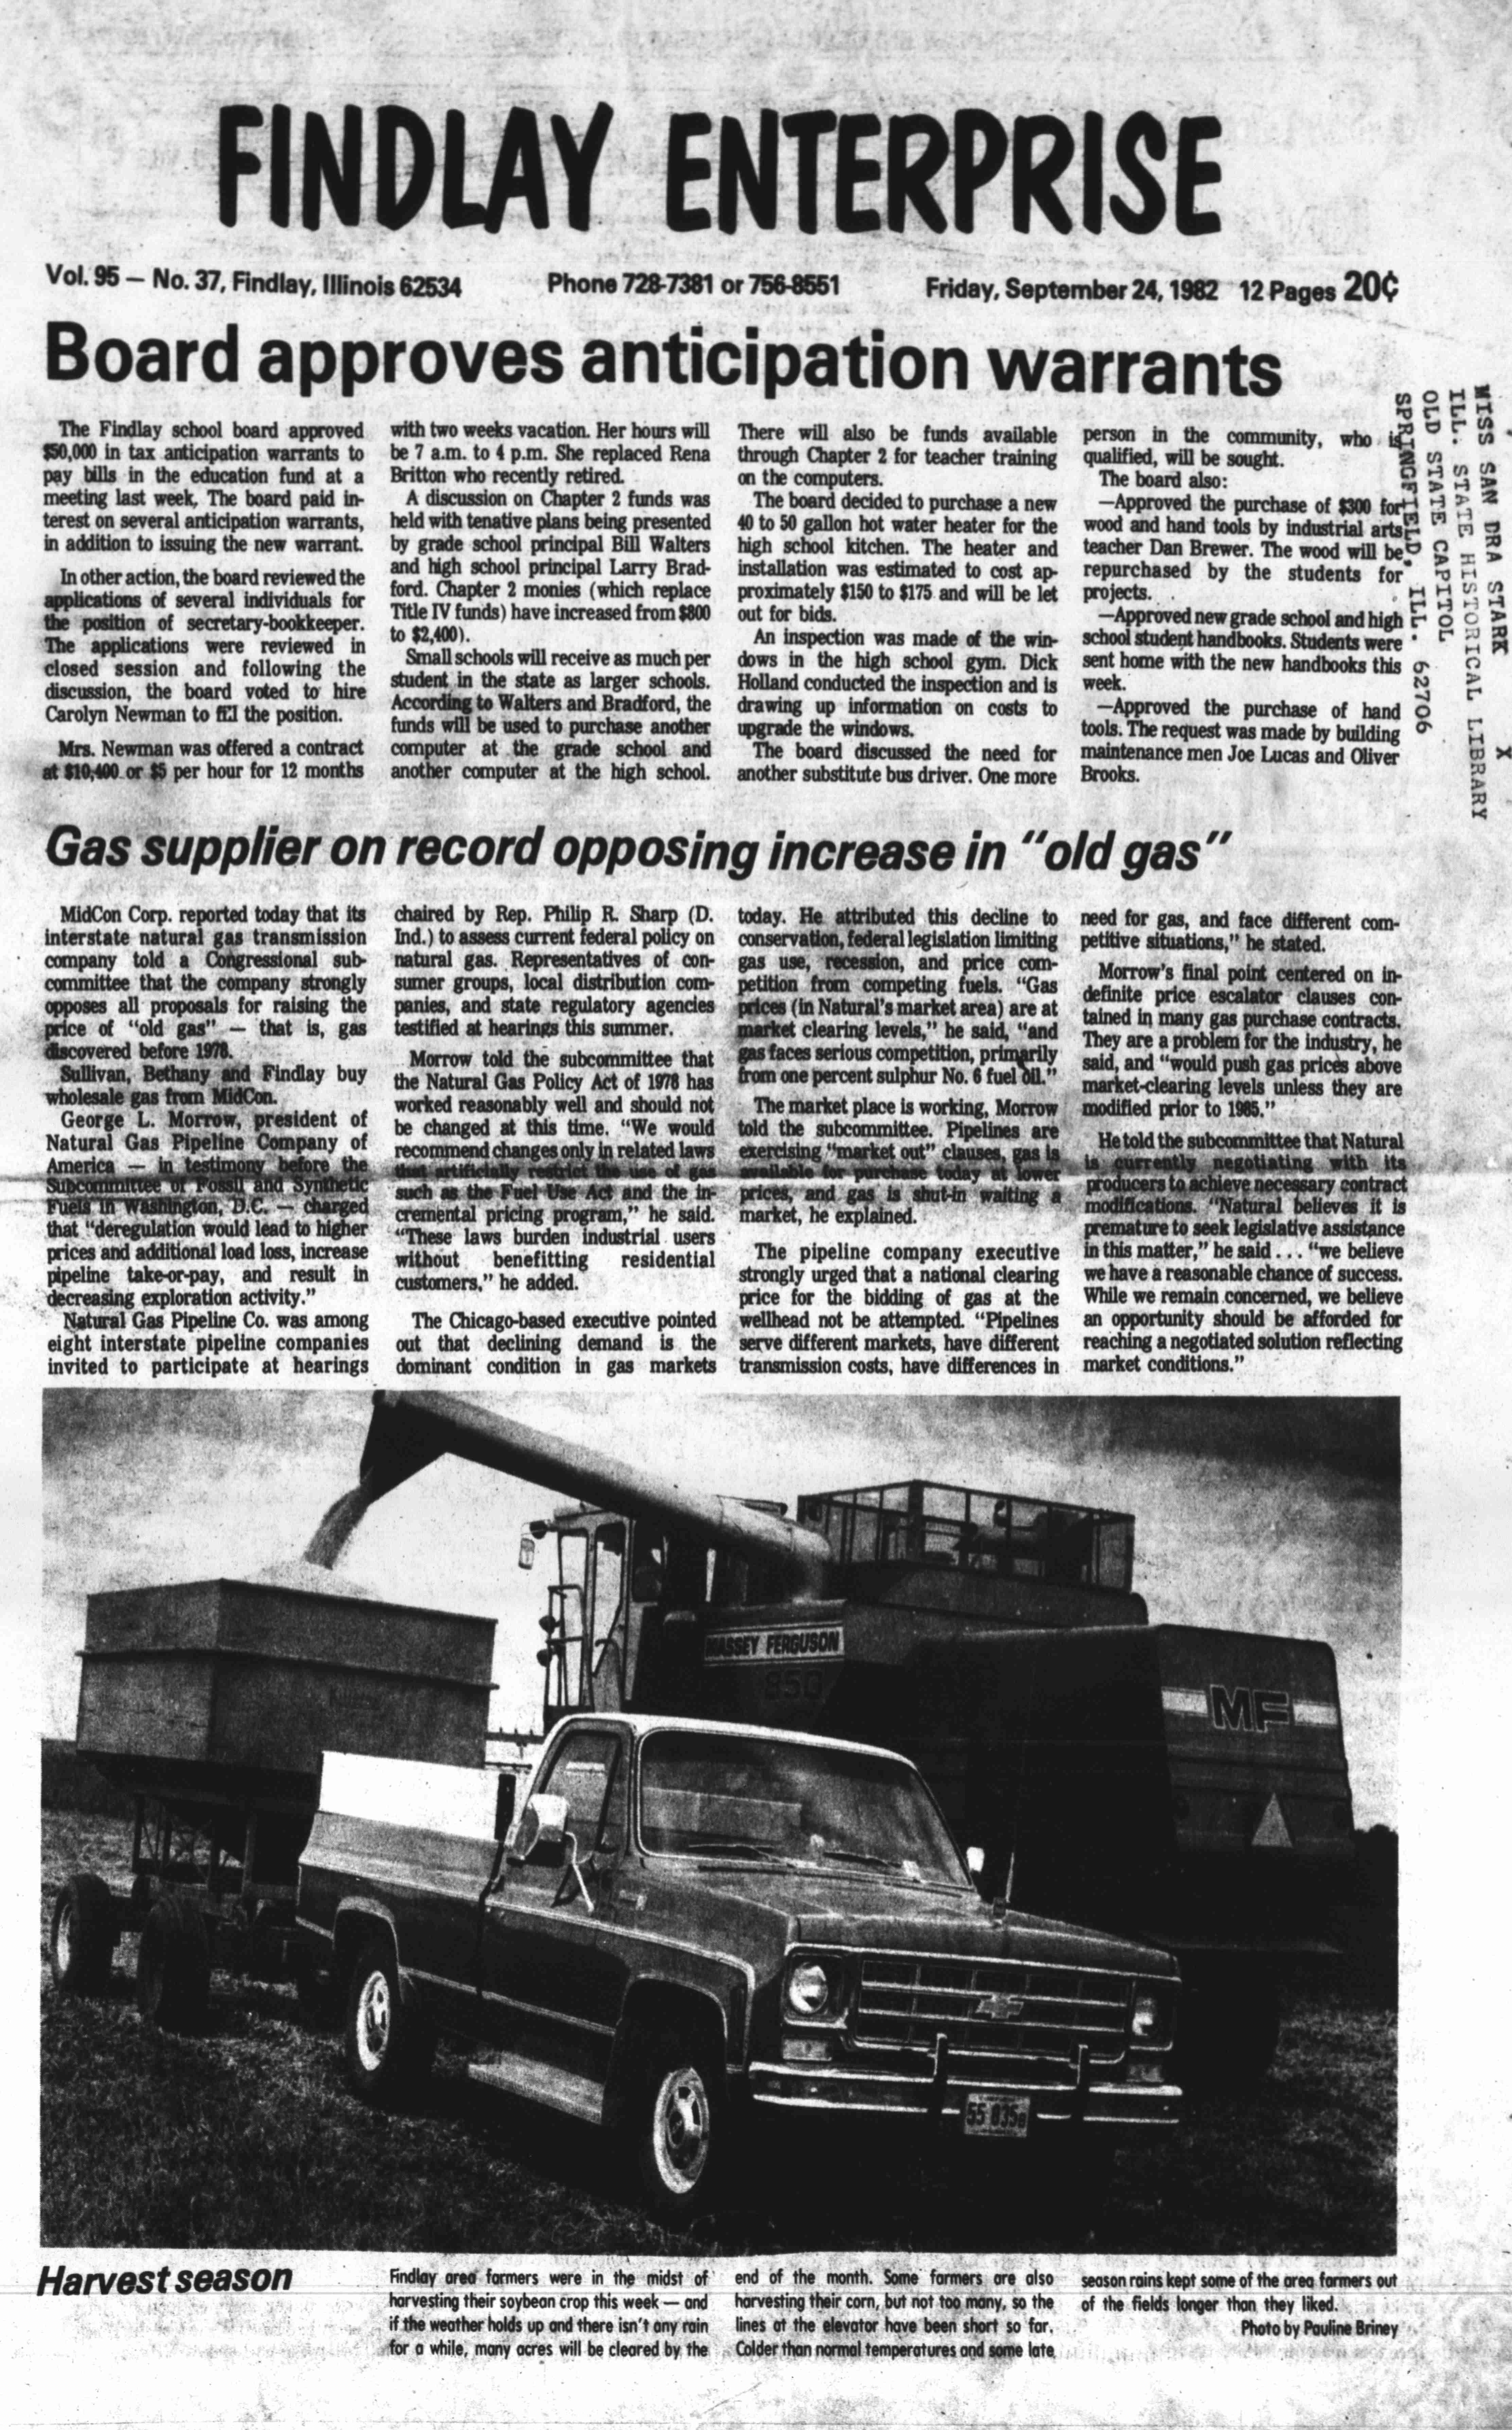 FINDLAY ENTERPRISE
Vol. 95 — No. 37, Findlay, Illinois 62534
Phone 728-7381 or 756-8551
Friday, September 24, 1982 12 Pages 20¢
Board approves anticipation warrants
The Findlay school board approved
$50,000 in tax anticipation warrants to
pay bills in the education fund at a
meeting last week. The board paid in-
terest on several anticipation warrants,
in addition to issuing the new warrant.
In other action, the board reviewed the
applications of several individuals for
the position of secretary-bookkeeper.
The applications were reviewed in
closed session and following the
discussion, the board voted to hire
Carolyn Newman to fill the position.
Mrs. Newman was offered a contract
at $10,400 or $5 per hour for 12 months
with two weeks vacation. Her hours will
be 7 a.m. to 4 p.m. She replaced Rena
Britton who recently retired.
A discussion on Chapter 2 funds was
held with tenative plans being presented
by grade school principal Bill Walters
and high school principal Larry Brad-
ford. Chapter 2 monies (which replace
Title IV funds) have increased from $800
to $2,400).
Small schools will receive as much per
student in the state as larger schools.
According to Walters and Bradford, the
funds will be used to purchase another
computer at the grade school and
another computer at the high school.
There will also be funds available
through Chapter 2 for teacher training
on the computers.
The board decided to purchase a new
40 to 50 gallon hot water heater for the
high school kitchen. The heater and
installation was estimated to cost ap-
proximately $150 to $175 and will be let
out for bids.
An inspection was made of the win-
dows in the high school gym. Dick
Holland conducted the inspection and is
drawing up information on costs to
upgrade the windows.
The board discussed the need for
another substitute bus driver. One more
person in the community, who is
qualified, will be sought.
The board also:
—Approved the purchase of $300 for
wood and hand tools by industrial arts
teacher Dan Brewer. The wood will be
repurchased by the students for
projects.
—Approved new grade school and high
school student handbooks. Students were
sent home with the new handbooks this
week.
—Approved the purchase of hand
tools. The request was made by building
maintenance men Joe Lucas and Oliver
Brooks.
X
MISS SAN DRA STARK
ILL. STATE HISTORICAL LIBRARY
OLD STATE CAPITOL
SPRINGFIELD, ILL. 62706
Gas supplier on record opposing increase in "old gas"
MidCon Corp. reported today that its
interstate natural gas transmission
company told a Congressional sub-
committee that the company strongly
opposes all proposals for raising the
price of "old gas" — that is, gas
discovered before 1978.
Sullivan, Bethany and Findlay buy
wholesale gas from MidCon.
George L. Morrow, president of
Natural Gas Pipeline Company of
America — in testimony before the
Subcommittee of Fossil and Synthetic
Fuels in Washington, D.C. — charged
that "deregulation would lead to higher
prices and additional load loss, increase
pipeline take-or-pay, and result in
decreasing exploration activity."
Natural Gas Pipeline Co. was among
eight interstate pipeline companies
invited to participate at hearings
chaired by Rep. Philip R. Sharp (D.
Ind.) to assess current federal policy on
natural gas. Representatives of con-
sumer groups, local distribution com-
panies, and state regulatory agencies
testified at hearings this summer.
Morrow told the subcommittee that
the Natural Gas Policy Act of 1978 has
worked reasonably well and should not
be changed at this time. "We would
recommend changes only in related laws
that artificially restrict the use of gas
such as the Fuel Use Act and the in-
cremental pricing program," he said.
"These laws burden industrial users
without benefitting residential
customers," he added.
The Chicago-based executive pointed
out that declining demand is the
dominant condition in gas markets
today. He attributed this decline to
conservation, federal legislation limiting
gas use, recession, and price com-
petition from competing fuels. "Gas
prices (in Natural's market area) are at
market clearing levels," he said, "and
gas faces serious competition, primarily
from one percent sulphur No. 6 fuel oil."
The market place is working, Morrow
told the subcommittee. Pipelines are
exercising "market out" clauses, gas is
available for purchase today at lower
prices, and gas is shut-in waiting a
market, he explained.
The pipeline company executive
strongly urged that a national clearing
price for the bidding of gas at the
wellhead not be attempted. "Pipelines
serve different markets, have different
transmission costs, have differences in
need for gas, and face different com-
petitive situations," he stated.
Morrow's final point centered on in-
definite price escalator clauses con-
tained in many gas purchase contracts.
They are a problem for the industry, he
said, and "would push gas prices above
market-clearing levels unless they are
modified prior to 1985."
He told the subcommittee that Natural
is currently negotiating with its
producers to achieve necessary contract
modifications. "Natural believes it is
premature to seek legislative assistance
in this matter," he said . . . "we believe
we have a reasonable chance of success.
While we remain concerned, we believe
an opportunity should be afforded for
reaching a negotiated solution reflecting
market conditions."
MASSEY FERGUSON
850
MF
Harvest season
Findlay area farmers were in the midst of
harvesting their soybean crop this week — and
if the weather holds up and there isn't any rain
for a while, many acres will be cleared by the
end of the month. Some farmers are also
harvesting their corn, but not too many, so the
lines at the elevator have been short so far.
Colder than normal temperatures and some late
season rains kept some of the area farmers out
of the fields longer than they liked.
Photo by Pauline Briney